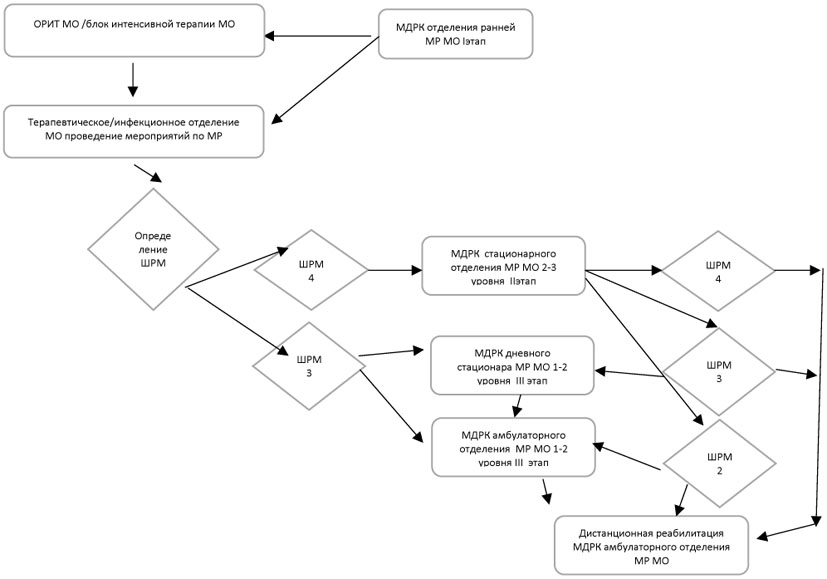 ОРИТ МО /блок интенсивной терапии МО
МДРК отделения ранней
МР МО Iэтап
Терапевтическое/инфекционное отделение
МО проведение мероприятий по МР
Опреде
ление
ШРМ
ШРМ
4
МДРК стационарного
отделения МР МО 2-3
уровня IIэтап
ШРМ
4
ШРМ
3
МДРК дневного
стационара МР МО 1-2
уровня III этап
ШРМ
3
МДРК амбулаторного
отделения МР МО 1-2
уровня III этап
ШРМ
2
Дистанционная реабилитация
МДРК амбулаторного отделения
МР МО